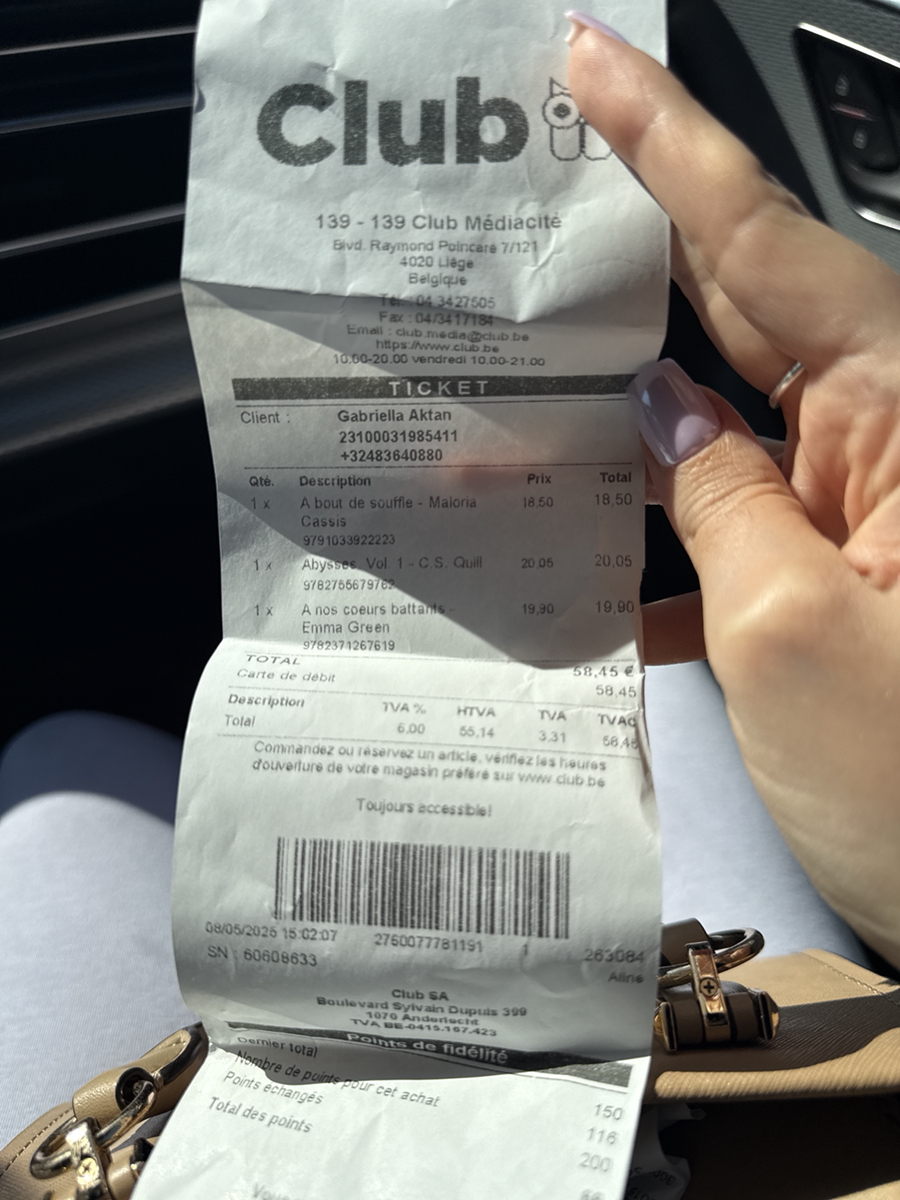 Club
139 - 139 Club Médiacité
Blvd. Raymond Poincaré 7/121
4020 Liège
Belgique
Tél. : 04 3427605
Fax : 04/3417184
Email : club.media@club.be
https://www.club.be
10.00-20.00 vendredi 10.00-21.00
TICKET
Client : Gabriella Aktan
23100031985411
+32483640880
Qté. Description Prix Total
1 x A bout de souffle - Maloria 18,50 18,50
Cassis
9791033922223
1 x Abysses, Vol. 1 - C.S. Quill 20,05 20,05
9782755679762
1 x A nos coeurs battants - 19,90 19,90
Emma Green
9782371267619
TOTAL 58,45 €
Carte de débit 58,45
Description TVA % HTVA TVA TVAC
Total 6,00 55,14 3,31 58,45
Commandez ou réservez un article, vérifiez les heures
d'ouverture de votre magasin préféré sur www.club.be
Toujours accessible!
08/05/2025 15:02:07 2760077781191 1 263084
SN : 60608633 Aline
Club SA
Boulevard Sylvain Dupuis 399
1070 Anderlecht
TVA BE-0415.167.423
Points de fidélité
Dernier total 150
Nombre de points pour cet achat 116
Points échangés 200
Total des points 66